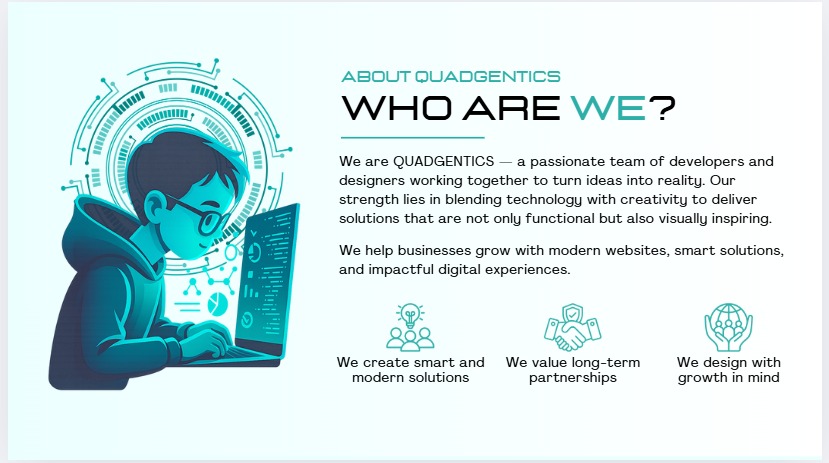 ABOUT QUADGENTICS
WHO ARE WE?
We are QUADGENTICS — a passionate team of developers and
designers working together to turn ideas into reality. Our
strength lies in blending technology with creativity to deliver
solutions that are not only functional but also visually inspiring.
We help businesses grow with modern websites, smart solutions,
and impactful digital experiences.
We create smart and
modern solutions
We value long-term
partnerships
We design with
growth in mind